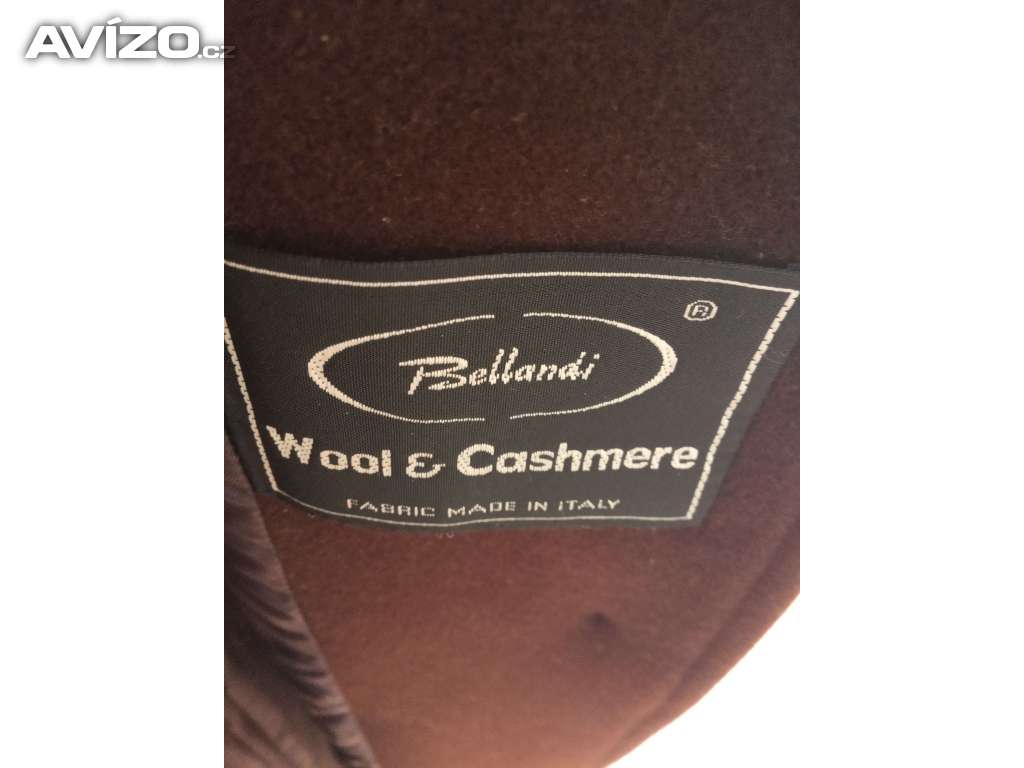 AVÍZO.cz
R
Bellandi
Wool & Cashmere
FABRIC MADE IN ITALY